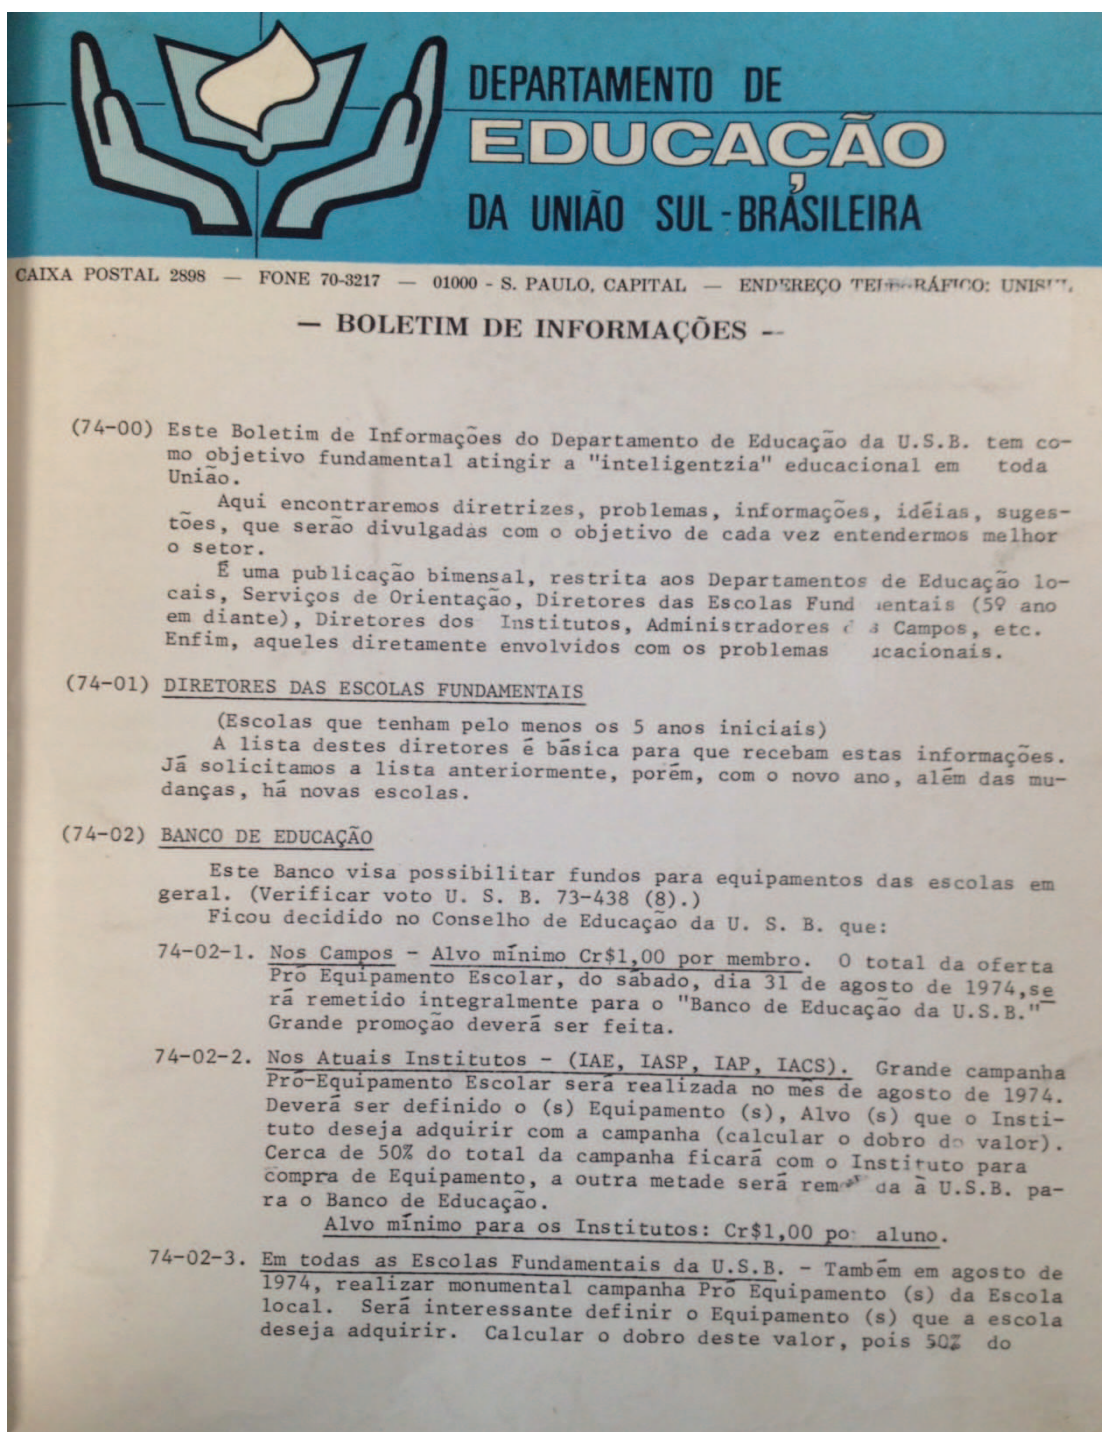 DEPARTAMENTO DE
EDUCAÇÃO
DA UNIÃO SUL-BRASILEIRA
CAIXA POSTAL 2898 — FONE 70-3217 — 01000 - S. PAULO, CAPITAL — ENDEREÇO
— BOLETIM DE INFORMAÇÕES —
(74-00) Este Boletim de Informações do Departamento de Educação da U.S.B. tem co-
mo objetivo fundamental atingir a "inteligentzia" educacional em toda
União.
Aqui encontraremos diretrizes, problemas, informações, idéias, suges-
tões, que serão divulgadas com o objetivo de cada vez entendermos melhor
o setor.
É uma publicação bimensal, restrita aos Departamentos de Educação lo-
cais, Serviços de Orientação, Diretores das Escolas (5º ano
em diante), Diretores dos Institutos, Administradores Campos, etc.
Enfim, aqueles diretamente envolvidos com os problemas
(74-01) DIRETORES DAS ESCOLAS FUNDAMENTAIS
(Escolas que tenham pelo menos os 5 anos iniciais)
A lista destes diretores é básica para que recebam estas informações.
Já solicitamos a lista anteriormente, porém, com o novo ano, além das mu-
danças, há novas escolas.
(74-02) BANCO DE EDUCAÇÃO
Este Banco visa possibilitar fundos para equipamentos das escolas em
geral. (Verificar voto U. S. B. 73-438 (8).)
Ficou decidido no Conselho de Educação da U. S. B. que:
74-02-1. Nos Campos - Alvo mínimo Cr$1,00 por membro. O total da oferta
Pró Equipamento Escolar, do sábado, dia 31 de agosto de 1974,se
rá remetido integralmente para o "Banco de Educação da U.S.B."
Grande promoção deverá ser feita.
74-02-2. Nos Atuais Institutos - (IAE, IASP, IAP, IACS). Grande campanha
Pró-Equipamento Escolar será realizada no mês de agosto de 1974.
Deverá ser definido o (s) Equipamento (s), Alvo (s) que o Insti-
tuto deseja adquirir com a campanha (calcular o dobro do valor).
Cerca de 50% do total da campanha ficará com o Instituto para
compra de Equipamento, a outra metade será à U.S.B. pa-
ra o Banco de Educação.
Alvo mínimo para os Institutos: Cr$1,00 aluno.
74-02-3. Em todas as Escolas Fundamentais da U.S.B. - Também em agosto de
1974, realizar monumental campanha Pró Equipamento (s) da Escola
local. Será interessante definir o Equipamento (s) que a escola
deseja adquirir. Calcular o dobro deste valor, pois 50% do